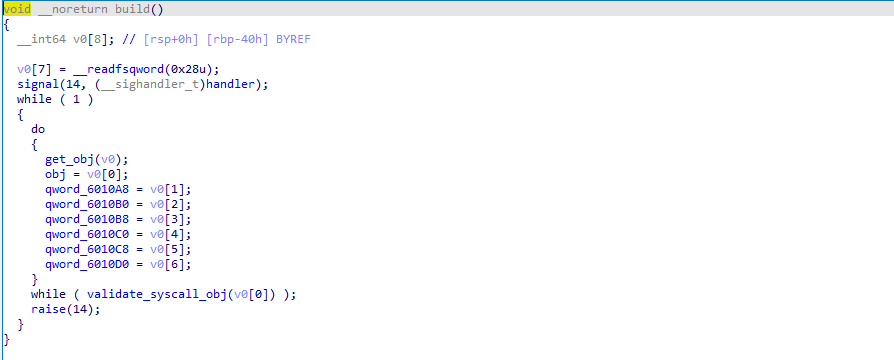 void __noreturn build()
{
  __int64 v0[8]; // [rsp+0h] [rbp-40h] BYREF

  v0[7] = __readfsqword(0x28u);
  signal(14, (__sighandler_t)handler);
  while ( 1 )
  {
    do
    {
      get_obj(v0);
      obj = v0[0];
      qword_6010A8 = v0[1];
      qword_6010B0 = v0[2];
      qword_6010B8 = v0[3];
      qword_6010C0 = v0[4];
      qword_6010C8 = v0[5];
      qword_6010D0 = v0[6];
    }
    while ( validate_syscall_obj(v0[0]) );
    raise(14);
  }
}